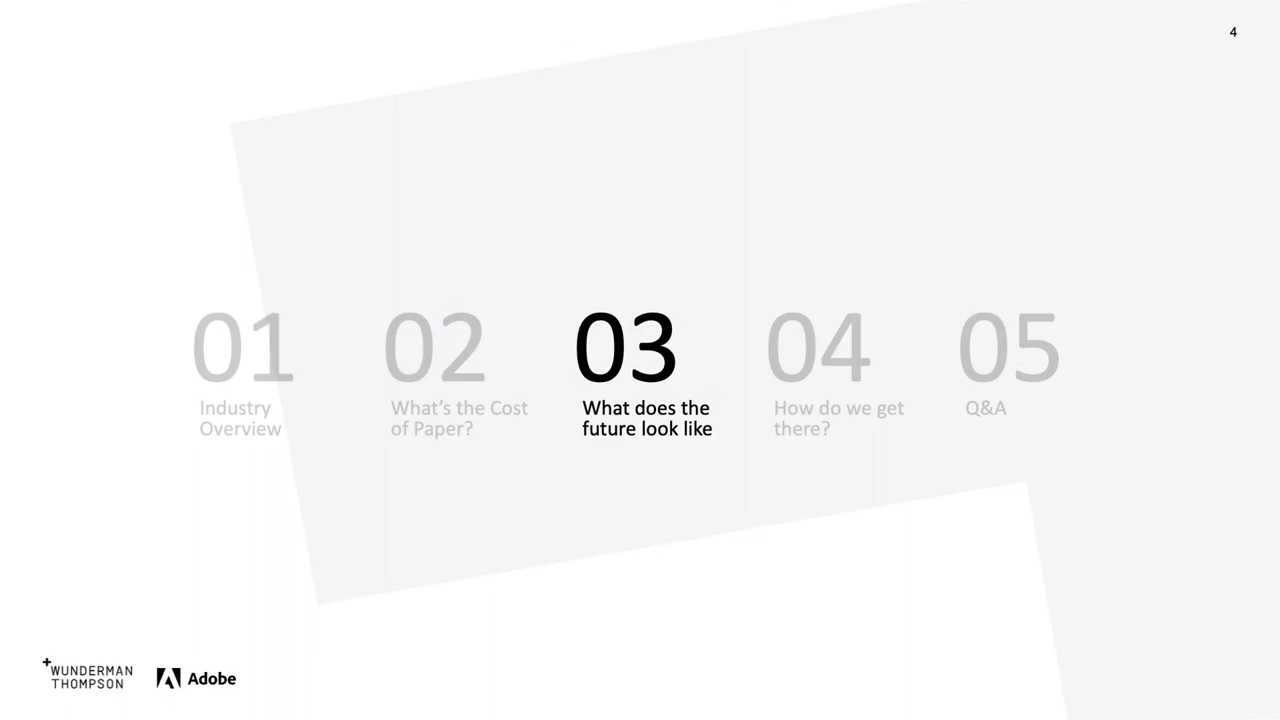 4
01
Industry
Overview
02
What's the Cost
of Paper?
03
What does the
future look like
04
How do we get
there?
05
Q&A
+WUNDERMAN
THOMPSON
Adobe